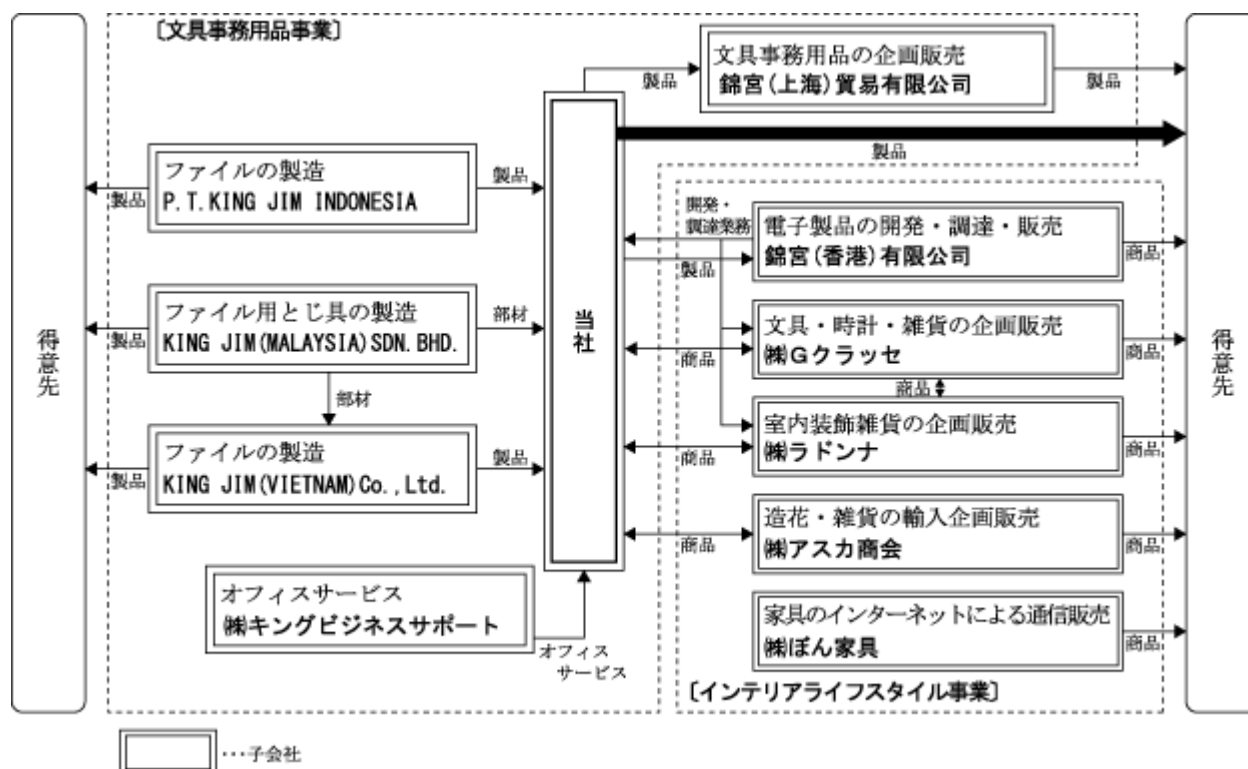 〔文具事務用品事業〕
文具事務用品の企画販売
錦宮(上海)貿易有限公司
製品
製品
製品
得意先
ファイルの製造
P.T.KING JIM INDONESIA
製品
製品
ファイル用とじ具の製造
KING JIM(MALAYSIA)SDN.BHD.
製品
部材
部材
ファイルの製造
KING JIM(VIETNAM)Co.,Ltd.
製品
製品
オフィスサービス
㈱キングビジネスサポート
オフィス
サービス
当社
開発・
調達業務
製品
電子製品の開発・調達・販売
錦宮(香港)有限公司
商品
文具・時計・雑貨の企画販売
㈱Gクラッセ
商品
商品
商品
室内装飾雑貨の企画販売
㈱ラドンナ
商品
商品
造花・雑貨の輸入企画販売
㈱アスカ商会
商品
商品
家具のインターネットによる通信販売
㈱ぼん家具
商品
〔インテリアライフスタイル事業〕
得意先
…子会社